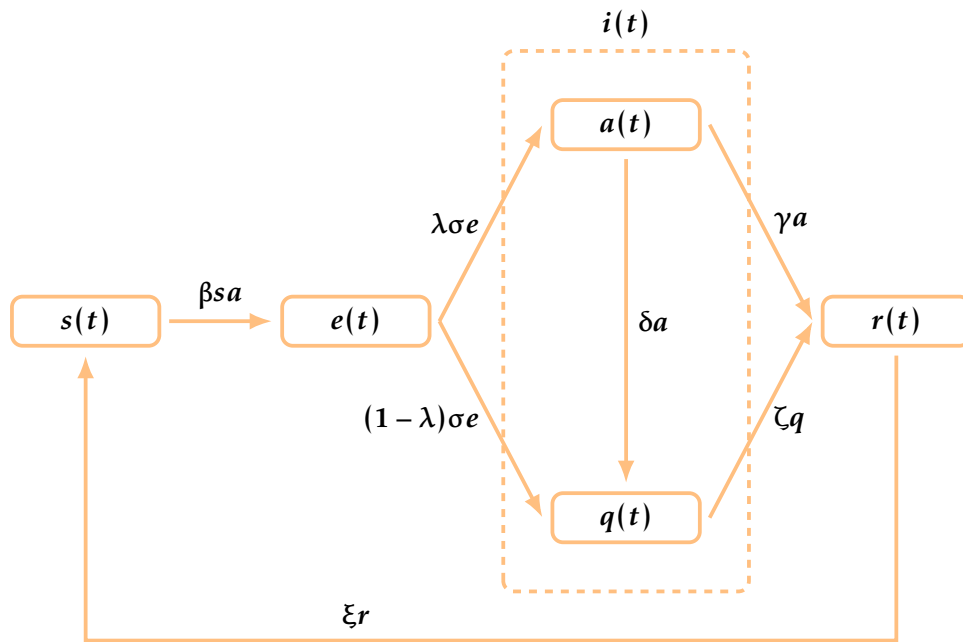 i(t)
a(t)
λσe
γa
βsa
s(t)
e(t)
δa
r(t)
(1 − λ)σe
ζq
q(t)
ξr